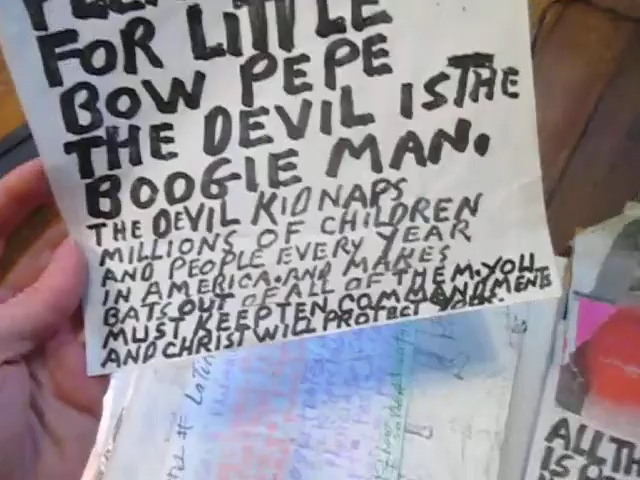 FOR LITTLE
BOW PEPE
THE DEVIL IS THE
BOOGIE MAN.
THE DEVIL KIDNAPS
MILLIONS OF CHILDREN
AND PEOPLE EVERY YEAR
IN AMERICA. AND MAKES
BATS OUT OF ALL OF THEM. YOU
MUST KEEP TEN COMMANDMENTS
AND CHRIST WILL PROTECT YOU.
ALL TH
IS